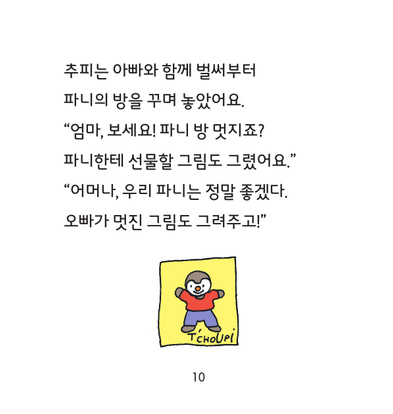 추피는 아빠와 함께 벌써부터
파니의 방을 꾸며 놓았어요.
“엄마, 보세요! 파니 방 멋지죠?
파니한테 선물할 그림도 그렸어요.”
“어머나, 우리 파니는 정말 좋겠다.
오빠가 멋진 그림도 그려주고!”
T'CHOUPI
10